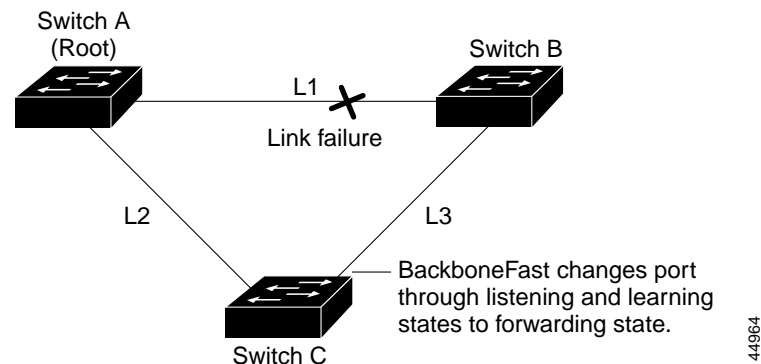 Switch A
(Root)
Switch B
L1
Link failure
L2
L3
BackboneFast changes port
through listening and learning
states to forwarding state.
Switch C
44964